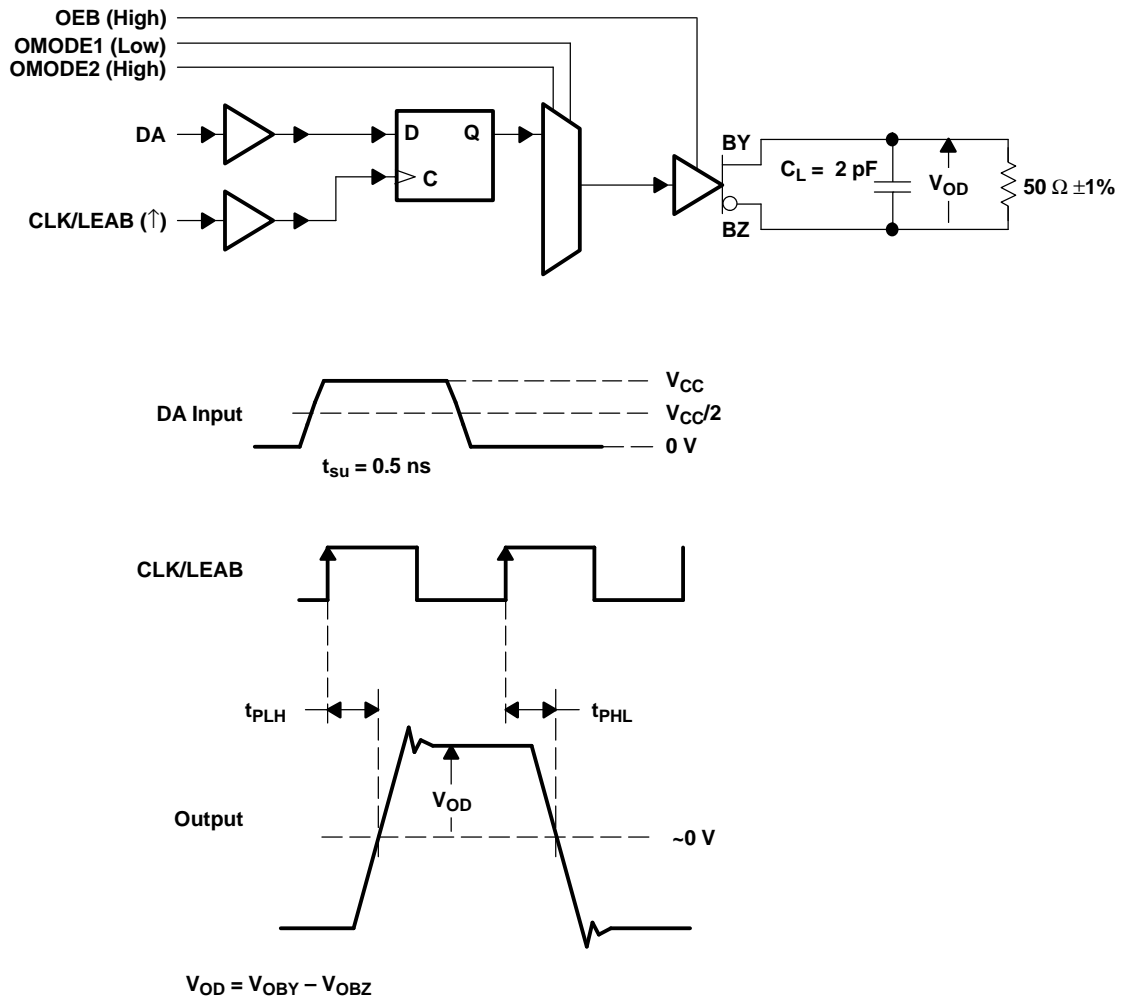 OEB (High)
OMODE1 (Low)
OMODE2 (High)
DA
D Q
C
CLK/LEAB (↑)
BY
BZ
C_L = 2 pF
V_OD
50 Ω ±1%
DA Input
V_CC
V_CC/2
0 V
t_su = 0.5 ns
CLK/LEAB
t_PLH
t_PHL
V_OD
Output
~0 V
V_OD = V_OBY – V_OBZ